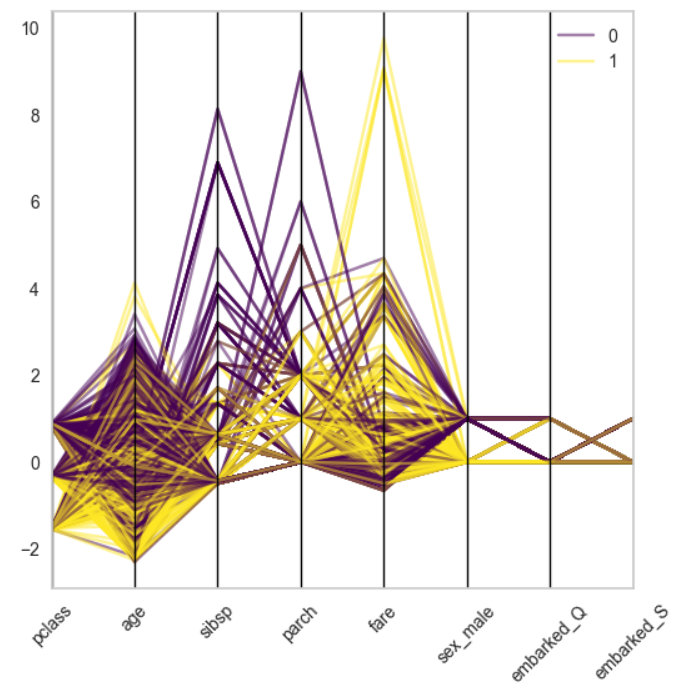 10
8
6
4
2
0
−2
0
1
pclass
age
sibsp
parch
fare
sex_male
embarked_Q
embarked_S